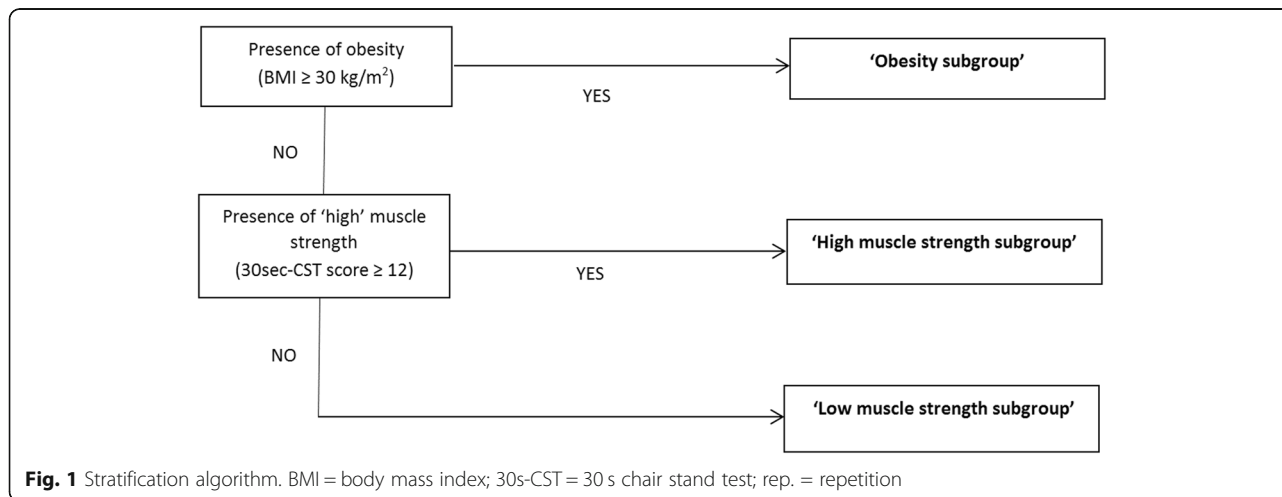 Presence of obesity
(BMI ≥ 30 kg/m²)
YES
'Obesity subgroup'
NO
Presence of 'high' muscle
strength
(30sec-CST score ≥ 12)
YES
'High muscle strength subgroup'
NO
'Low muscle strength subgroup'
Fig. 1 Stratification algorithm. BMI = body mass index; 30s-CST = 30 s chair stand test; rep. = repetition